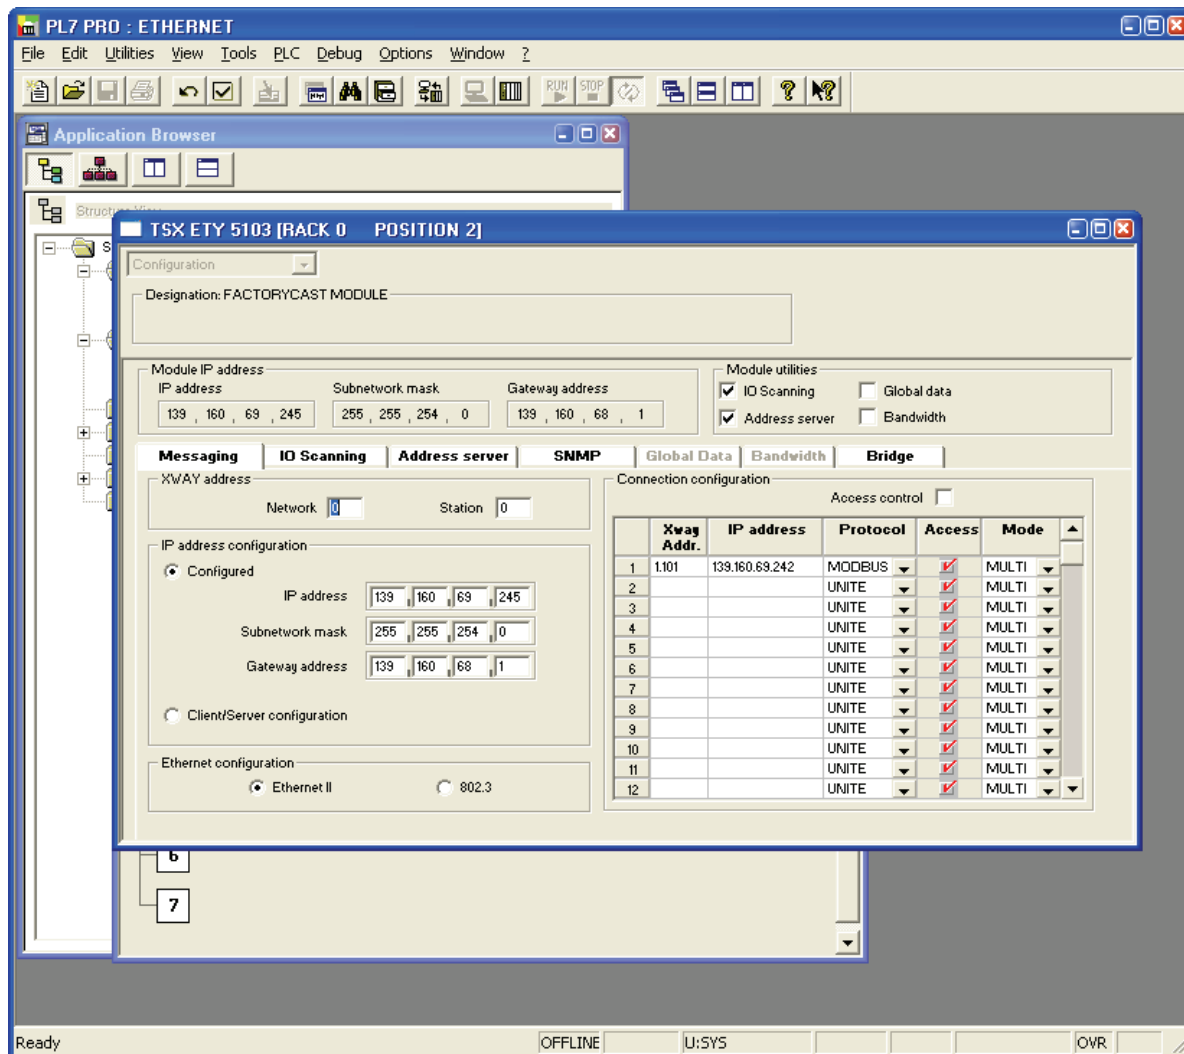 PL7 PRO : ETHERNET
File Edit Utilities View Tools PLC Debug Options Window ?
RUN STOP
Application Browser
Structure View
TSX ETY 5103 [RACK 0 POSITION 2]
S
Configuration
Designation: FACTORYCAST MODULE
Module IP address Module utilities
IP address Subnetwork mask Gateway address IO Scanning Global data
139 , 160 , 69 , 245 255 , 255 , 254 , 0 139 , 160 , 68 , 1 Address server Bandwidth
Messaging IO Scanning Address server SNMP Global Data Bandwidth Bridge
XWAY address Connection configuration
Network 0 Station 0 Access control
Xway Addr. IP address Protocol Access Mode
IP address configuration
Configured
IP address 139 160 69 245
Subnetwork mask 255 255 254 0
Gateway address 139 160 68 1
Client/Server configuration
Ethernet configuration
Ethernet II 802.3
1 1.101 139.160.69.242 MODBUS MULTI
2 UNITE MULTI
3 UNITE MULTI
4 UNITE MULTI
5 UNITE MULTI
6 UNITE MULTI
7 UNITE MULTI
8 UNITE MULTI
9 UNITE MULTI
10 UNITE MULTI
11 UNITE MULTI
12 UNITE MULTI
6
7
Ready OFFLINE U:SYS OVR